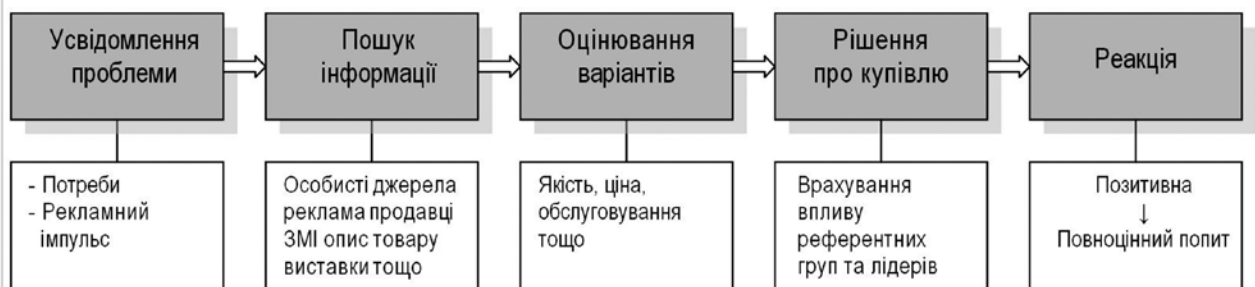 Усвідомлення
проблеми
Пошук
інформації
Оцінювання
варіантів
Рішення
про купівлю
Реакція
- Потреби
- Рекламний
імпульс
Особисті джерела
реклама продавці
ЗМІ опис товару
виставки тощо
Якість, ціна,
обслуговування
тощо
Врахування
впливу
референтних
груп та лідерів
Позитивна
↓
Повноцінний попит